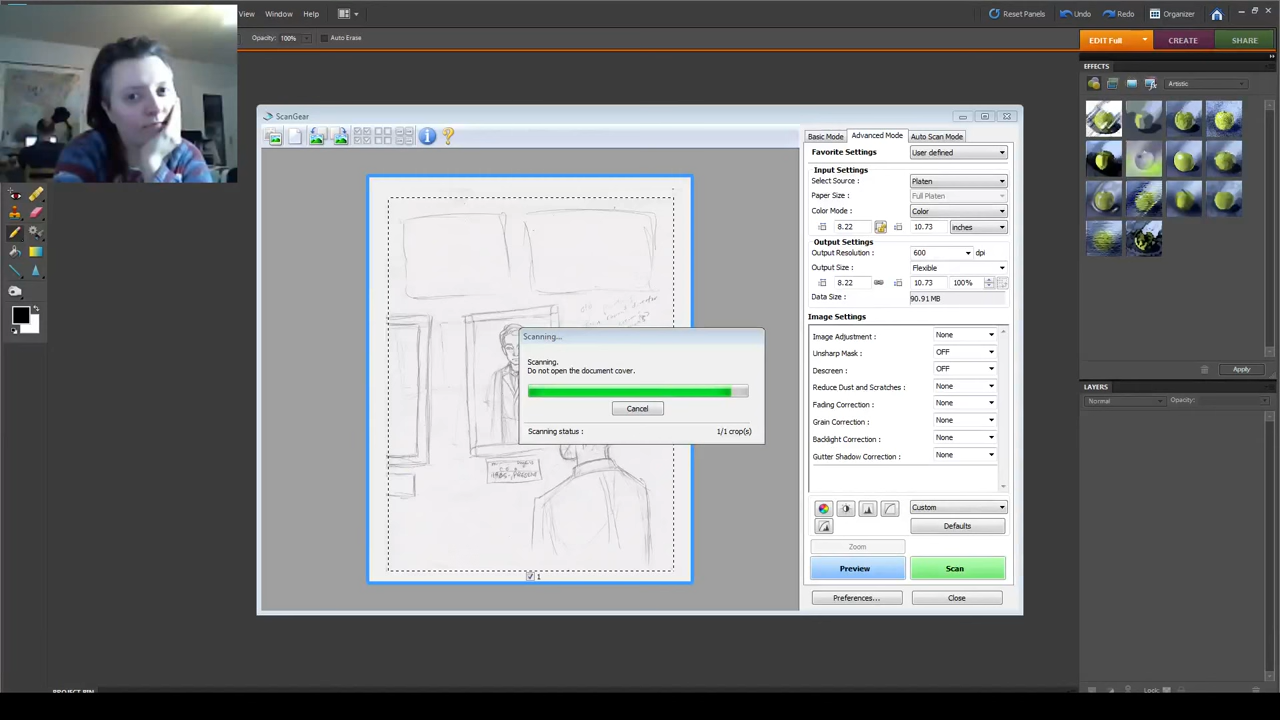 View Window Help Reset Panels Undo Redo Organizer
Opacity: 100% Auto Erase
EDIT Full CREATE SHARE
EFFECTS
Artistic
Apply
LAYERS
Normal Opacity:
Lock:
PROJECT BIN
ScanGear
Basic Mode Advanced Mode Auto Scan Mode
Favorite Settings User defined
Input Settings
Select Source : Platen
Paper Size : Full Platen
Color Mode : Color
8.22 10.73 inches
Output Settings
Output Resolution : 600 dpi
Output Size : Flexible
8.22 10.73 100%
Data Size : 90.91 MB
Image Settings
Image Adjustment : None
Unsharp Mask : OFF
Descreen : OFF
Reduce Dust and Scratches : None
Fading Correction : None
Grain Correction : None
Backlight Correction : None
Gutter Shadow Correction : None
Custom
Defaults
Zoom
Preview Scan
Preferences... Close
Scanning...
Scanning.
Do not open the document cover.
Cancel
Scanning status : 1/1 crop(s)
1